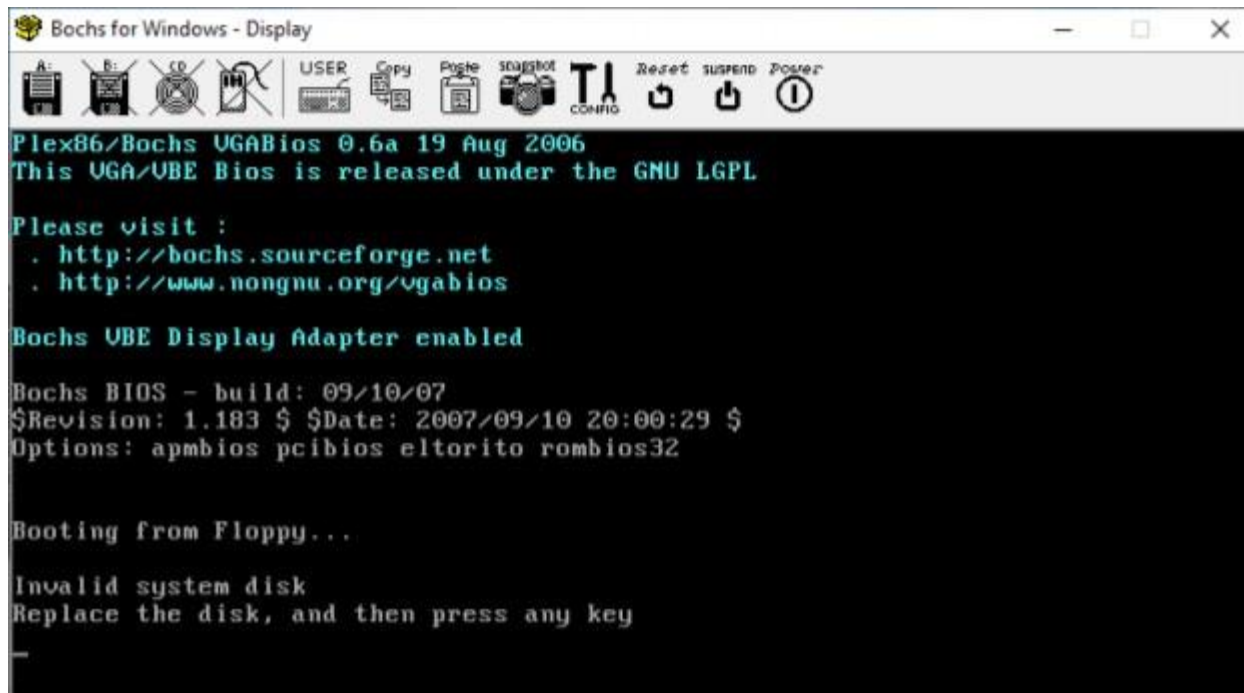 Bochs for Windows - Display
A: B: CD USER Copy Paste snapshot CONFIG Reset SUSPEND Power
Plex86/Bochs VGABios 0.6a 19 Aug 2006
This VGA/VBE Bios is released under the GNU LGPL
Please visit :
. http://bochs.sourceforge.net
. http://www.nongnu.org/vgabios
Bochs VBE Display Adapter enabled
Bochs BIOS - build: 09/10/07
$Revision: 1.183 $ $Date: 2007/09/10 20:00:29 $
Options: apmbios pcibios eltorito rombios32
Booting from Floppy...
Invalid system disk
Replace the disk, and then press any key